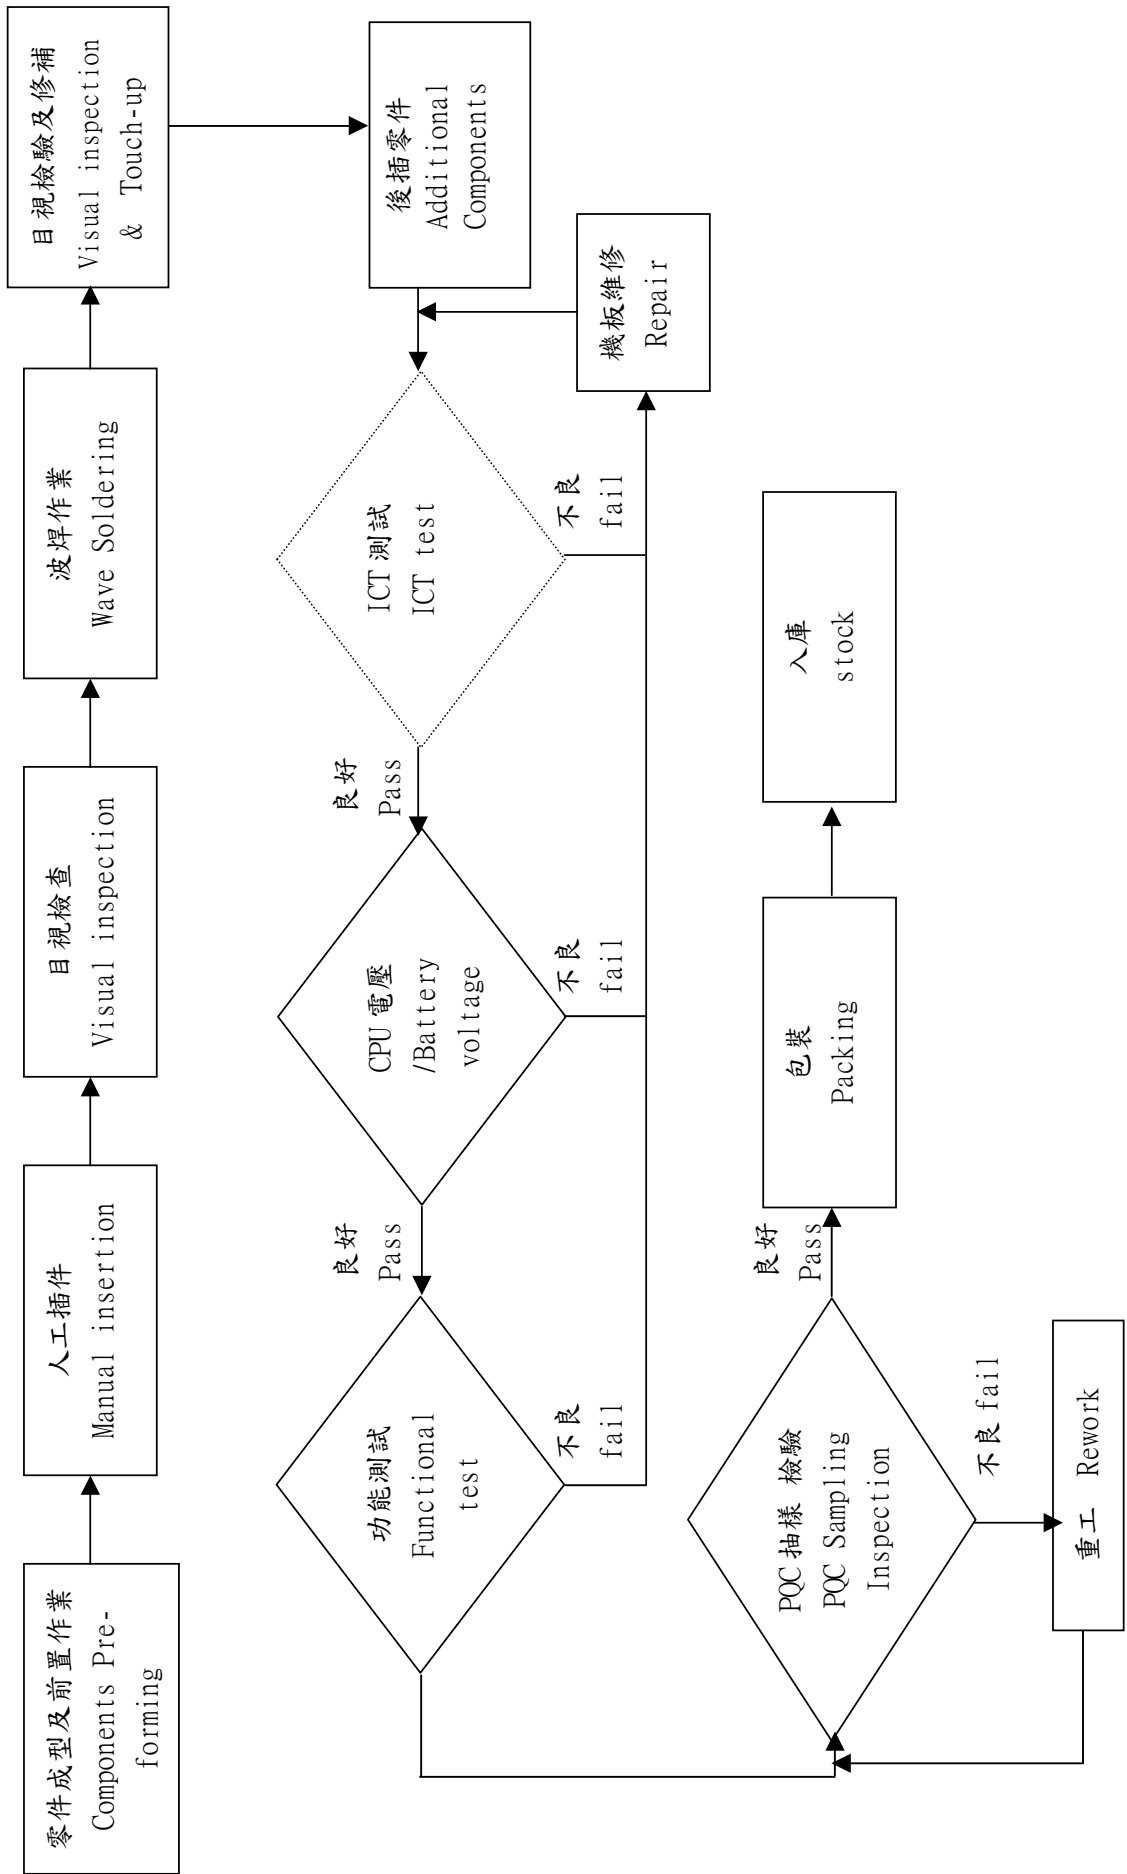 零件成型及前置作業
Components Pre-
forming
人工插件
Manual insertion
目視檢查
Visual inspection
波焊作業
Wave Soldering
目視檢驗及修補
Visual inspection
& Touch-up
後插零件
Additional
Components
機板維修
Repair
ICT 測試
ICT test
不良
fail
良好
Pass
CPU 電壓
/Battery
voltage
不良
fail
良好
Pass
功能測試
Functional
test
不良
fail
PQC 抽樣 檢驗
PQC Sampling
Inspection
不良 fail
重工 Rework
良好
Pass
包裝
Packing
入庫
stock